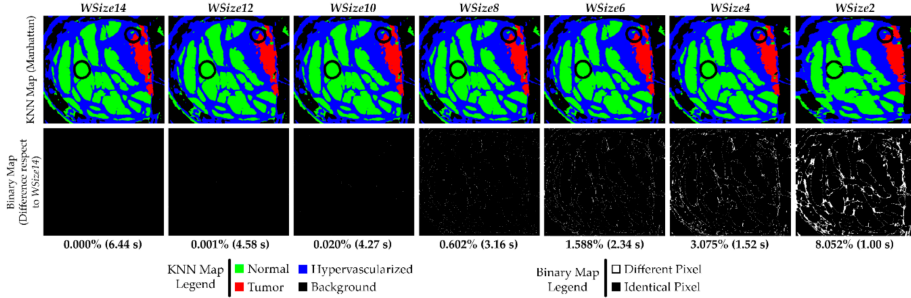 WSize14 WSize12 WSize10 WSize8 WSize6 WSize4 WSize2
KNN Map (Manhattan)
Binary Map
(Difference respect
to WSize14)
0.000% (6.44 s) 0.001% (4.58 s) 0.020% (4.27 s) 0.602% (3.16 s) 1.588% (2.34 s) 3.075% (1.52 s) 8.052% (1.00 s)
KNN Map
Legend
Normal Hypervascularized
Tumor Background
Binary Map
Legend
Different Pixel
Identical Pixel